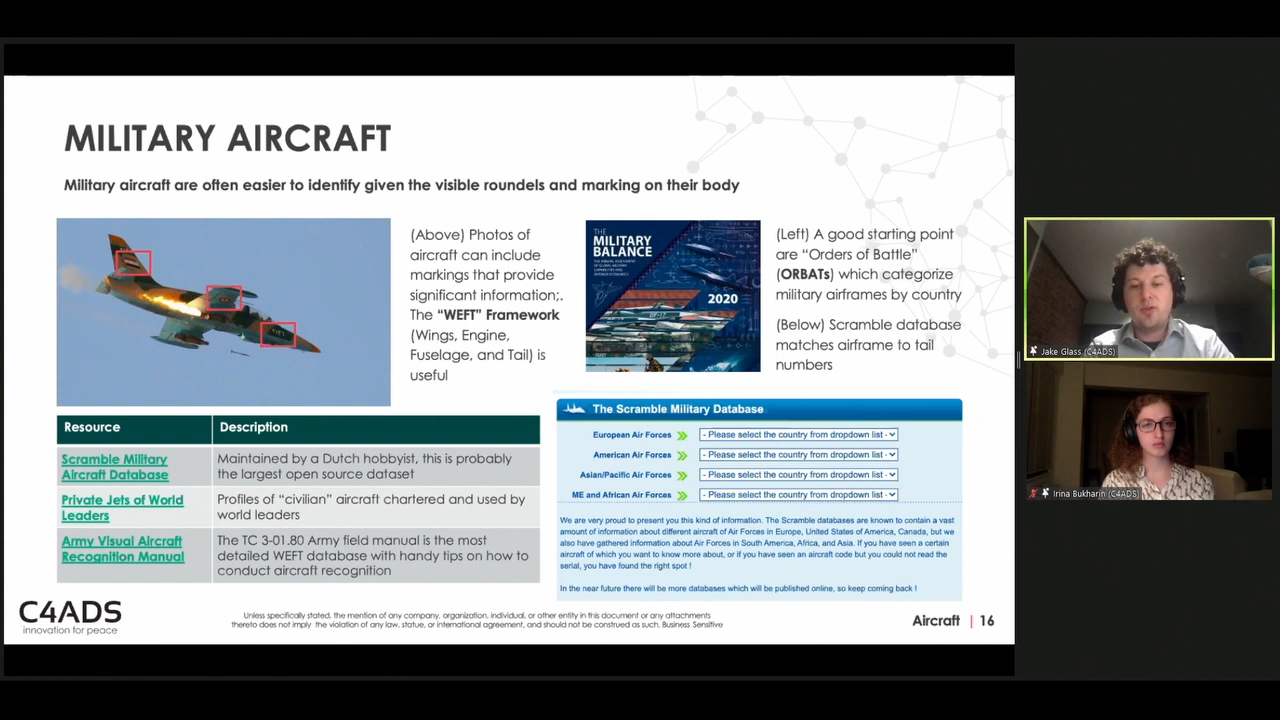 MILITARY AIRCRAFT
Military aircraft are often easier to identify given the visible roundels and marking on their body
(Above) Photos of
aircraft can include
markings that provide
significant information;.
The "WEFT" Framework
(Wings, Engine,
Fuselage, and Tail) is
useful
THE
MILITARY
BALANCE
2020
(Left) A good starting point
are "Orders of Battle"
(ORBATs) which categorize
military airframes by country
(Below) Scramble database
matches airframe to tail
numbers
Resource Description
Scramble Military
Aircraft Database
Maintained by a Dutch hobbyist, this is probably
the largest open source dataset
Private Jets of World
Leaders
Profiles of "civilian" aircraft chartered and used by
world leaders
Army Visual Aircraft
Recognition Manual
The TC 3-01.80 Army field manual is the most
detailed WEFT database with handy tips on how to
conduct aircraft recognition
The Scramble Military Database
European Air Forces - Please select the country from dropdown list -
American Air Forces - Please select the country from dropdown list -
Asian/Pacific Air Forces - Please select the country from dropdown list -
ME and African Air Forces - Please select the country from dropdown list -
We are very proud to present you this kind of information. The Scramble databases are known to contain a vast
amount of information about different aircraft of Air Forces in Europe, United States of America, Canada, but we
also have gathered information about Air Forces in South America, Africa, and Asia. If you have seen a certain
aircraft of which you want to know more about, or if you have seen an aircraft code but you could not read the
serial, you have found the right spot !
In the near future there will be more databases which will be published online, so keep coming back !
C4ADS
innovation for peace
Unless specifically stated, the mention of any company, organization, individual, or other entity in this document or any attachments
thereto does not imply the violation of any law, statue, or international agreement, and should not be construed as such. Business Sensitive
Aircraft | 16
Jake Glass (C4ADS)
Irina Bukharin (C4ADS)